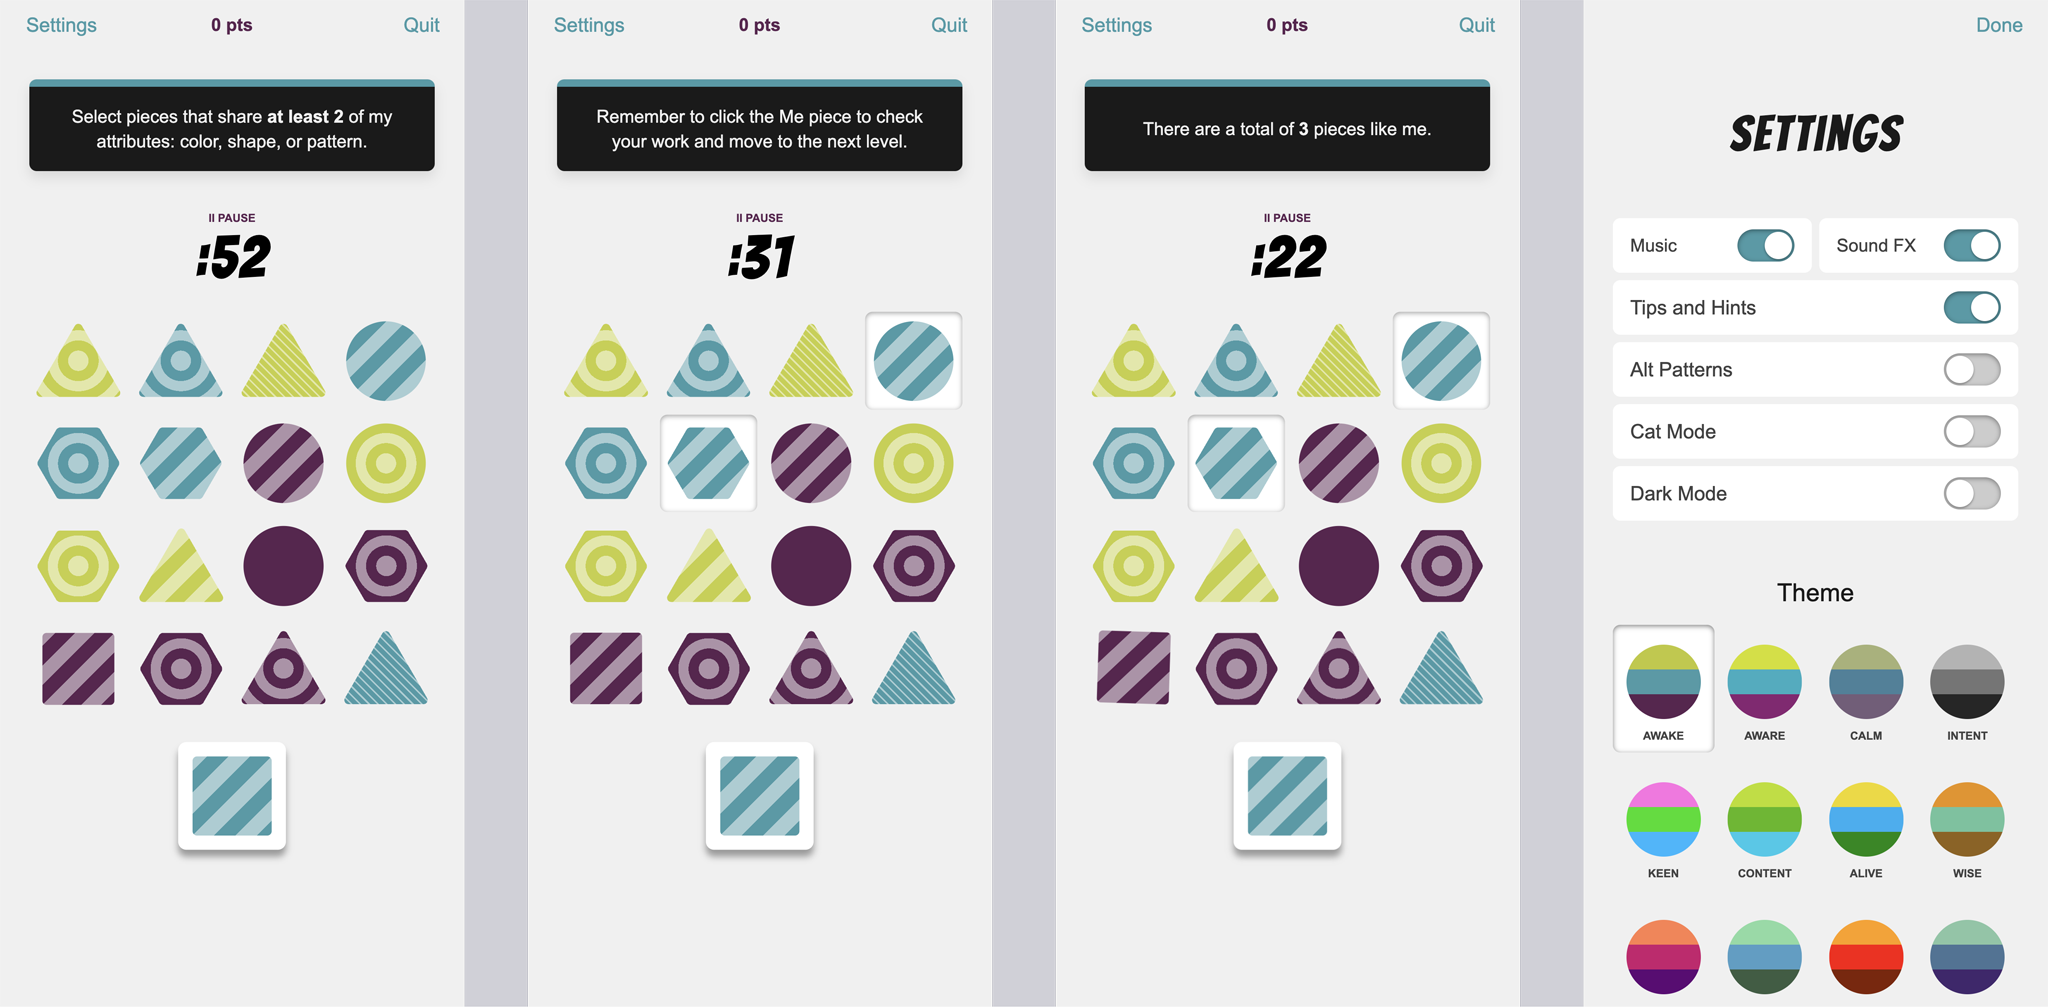 Settings
0 pts
Quit
Select pieces that share at least 2 of my
attributes: color, shape, or pattern.
II PAUSE
:52
Settings
0 pts
Quit
Remember to click the Me piece to check
your work and move to the next level.
II PAUSE
:31
Settings
0 pts
Quit
There are a total of 3 pieces like me.
II PAUSE
:22
Done
SETTINGS
Music
Sound FX
Tips and Hints
Alt Patterns
Cat Mode
Dark Mode
Theme
AWAKE
AWARE
CALM
INTENT
KEEN
CONTENT
ALIVE
WISE